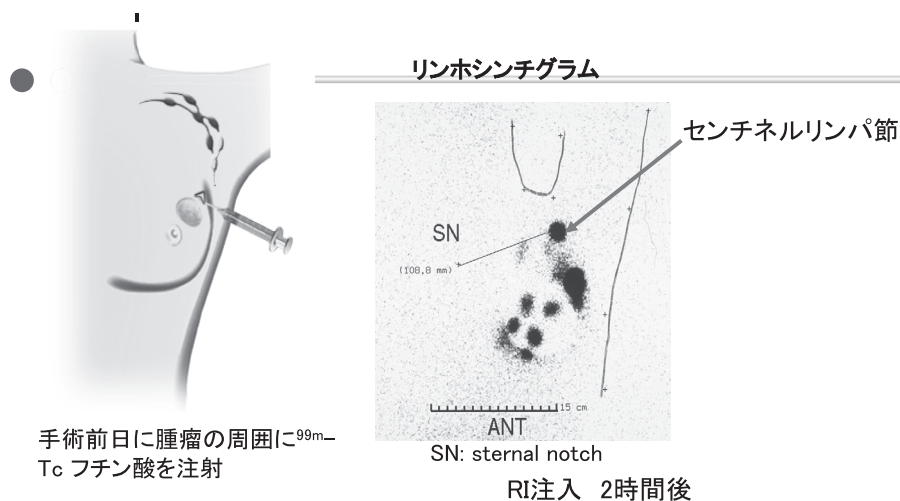 リンホシンチグラム
センチネルリンパ節
SN
(108,8 mm)
15 cm
ANT
手術前日に腫瘤の周囲に99m-
Tc フチン酸を注射
SN: sternal notch
RI注入 2時間後